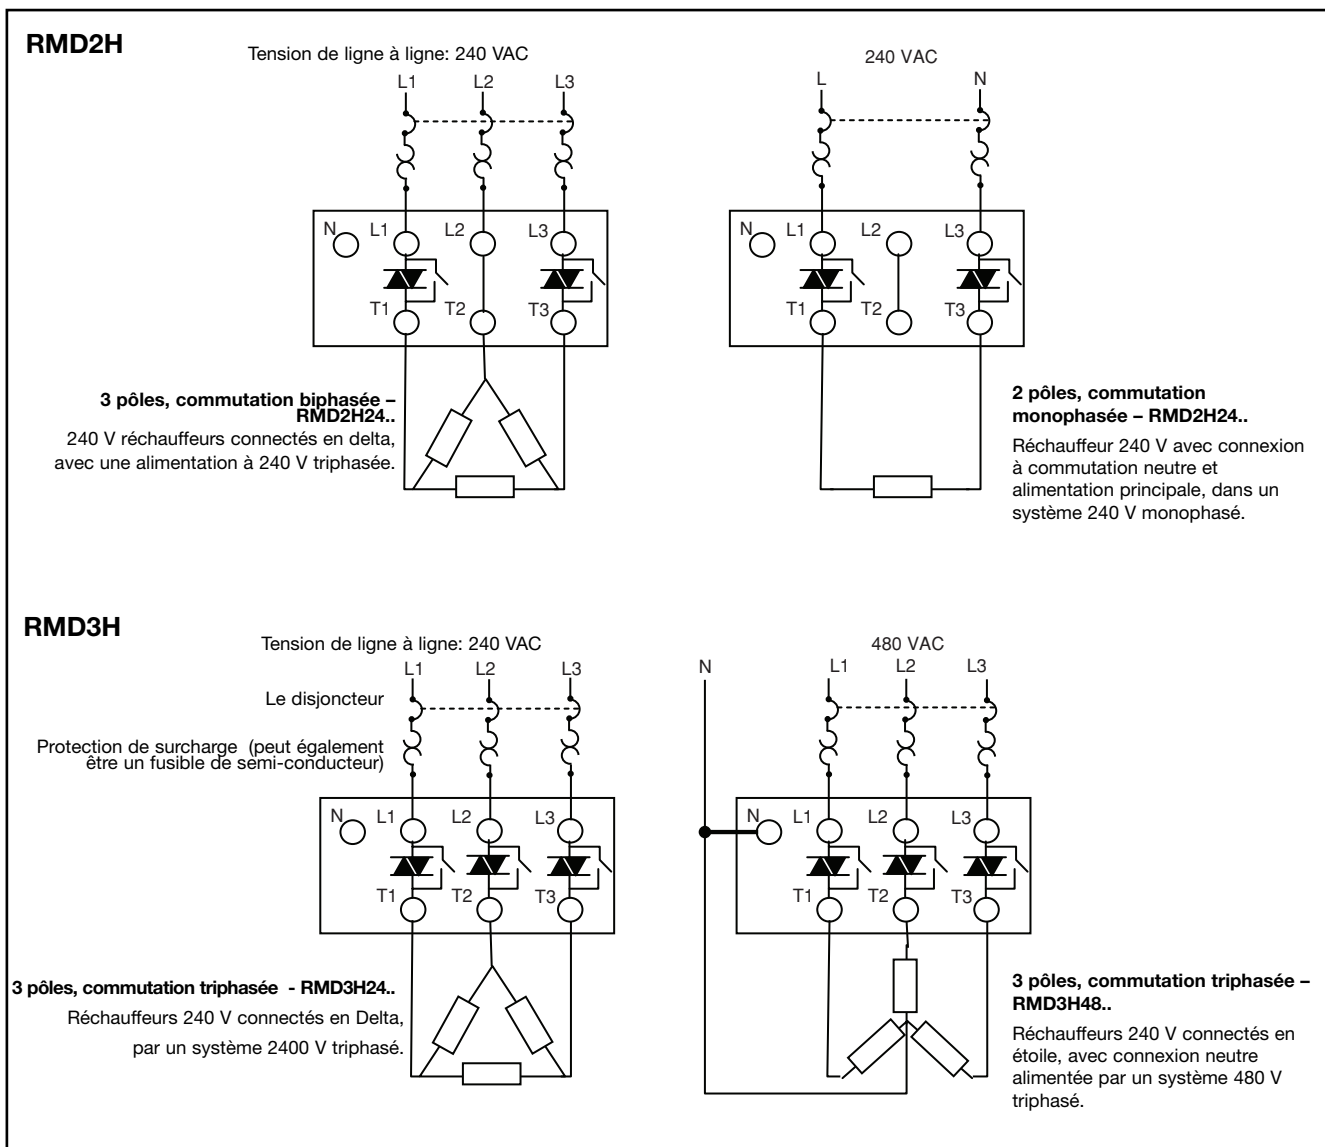 RMD2H
Tension de ligne à ligne: 240 VAC
L1 L2 L3
N L1 L2 L3
T1 T2 T3
3 pôles, commutation biphasée –
RMD2H24..
240 V réchauffeurs connectés en delta,
avec une alimentation à 240 V triphasée.
240 VAC
L N
N L1 L2 L3
T1 T2 T3
2 pôles, commutation
monophasée – RMD2H24..
Réchauffeur 240 V avec connexion
à commutation neutre et
alimentation principale, dans un
système 240 V monophasé.
RMD3H
Tension de ligne à ligne: 240 VAC
L1 L2 L3
Le disjoncteur
Protection de surcharge (peut également
être un fusible de semi-conducteur)
N L1 L2 L3
T1 T2 T3
3 pôles, commutation triphasée - RMD3H24..
Réchauffeurs 240 V connectés en Delta,
par un système 2400 V triphasé.
480 VAC
N L1 L2 L3
N L1 L2 L3
T1 T2 T3
3 pôles, commutation triphasée –
RMD3H48..
Réchauffeurs 240 V connectés en
étoile, avec connexion neutre
alimentée par un système 480 V
triphasé.